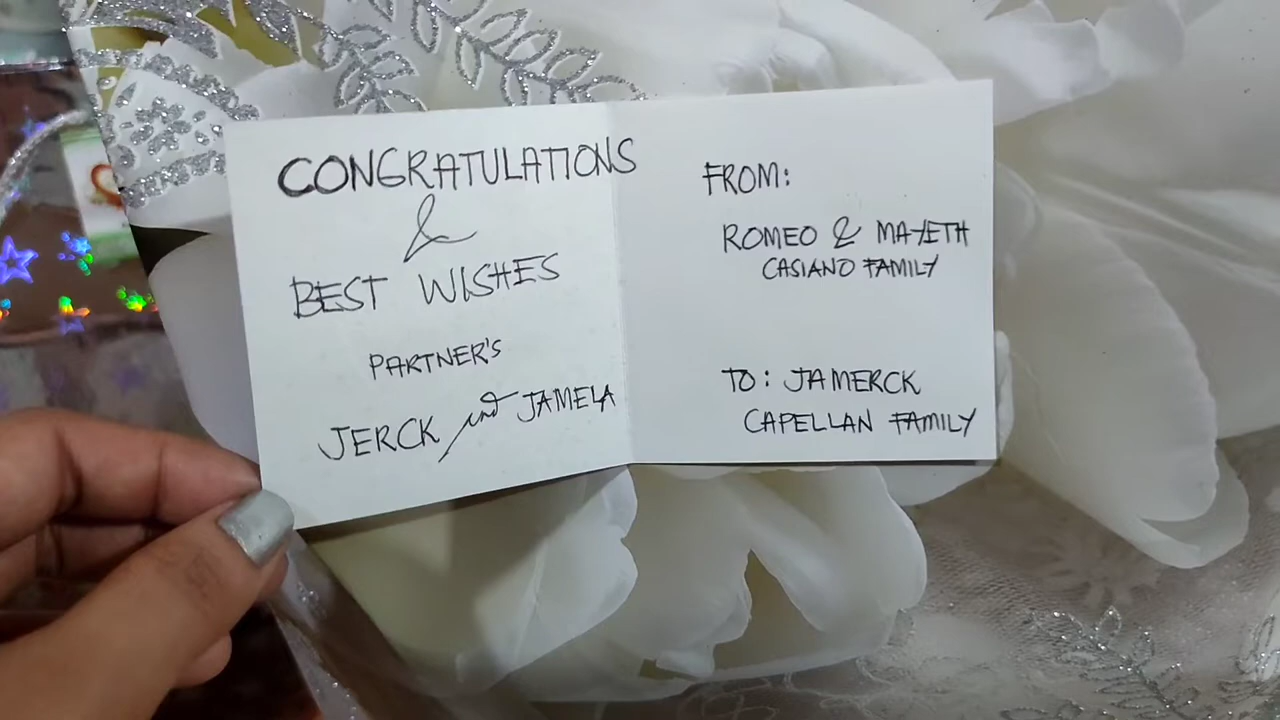 CONGRATULATIONS
&
BEST WISHES
PARTNER'S
JERCK and JAMELA
FROM:
ROMEO & MAYETH
CASIANO FAMILY
TO: JAMERCK
CAPELLAN FAMILY